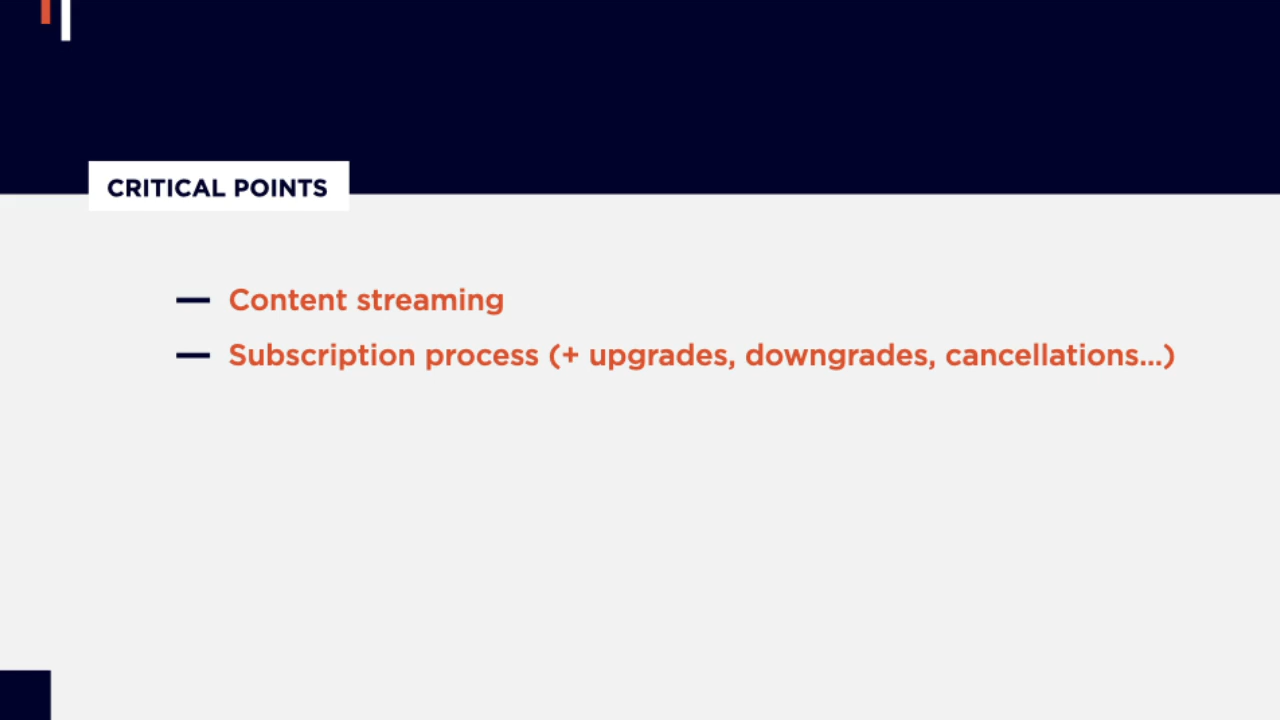 CRITICAL POINTS
— Content streaming
— Subscription process (+ upgrades, downgrades, cancellations...)